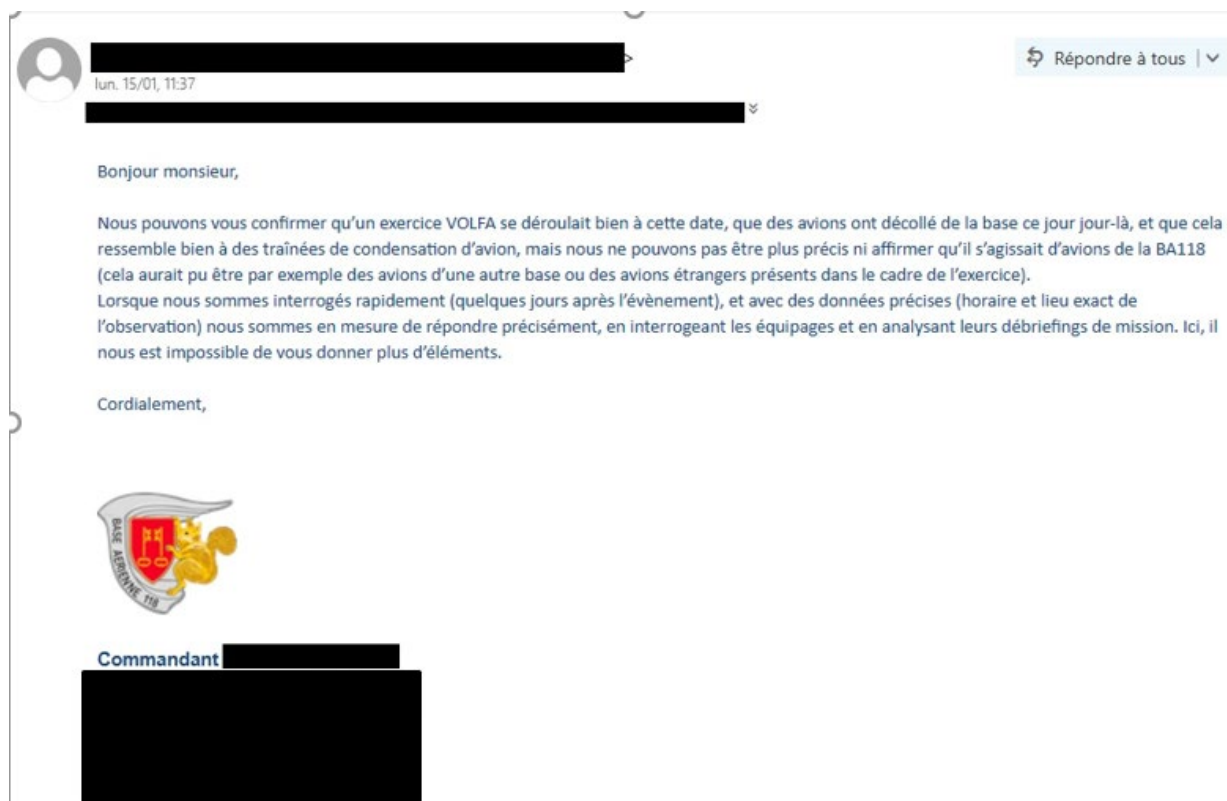 Répondre à tous
lun. 15/01, 11:37
Bonjour monsieur,
Nous pouvons vous confirmer qu'un exercice VOLFA se déroulait bien à cette date, que des avions ont décollé de la base ce jour jour-là, et que cela
ressemble bien à des traînées de condensation d'avion, mais nous ne pouvons pas être plus précis ni affirmer qu'il s'agissait d'avions de la BA118
(cela aurait pu être par exemple des avions d'une autre base ou des avions étrangers présents dans le cadre de l'exercice).
Lorsque nous sommes interrogés rapidement (quelques jours après l'évènement), et avec des données précises (horaire et lieu exact de
l'observation) nous sommes en mesure de répondre précisément, en interrogeant les équipages et en analysant leurs débriefings de mission. Ici, il
nous est impossible de vous donner plus d'éléments.
Cordialement,
BASE AERIENNE 118
Commandant